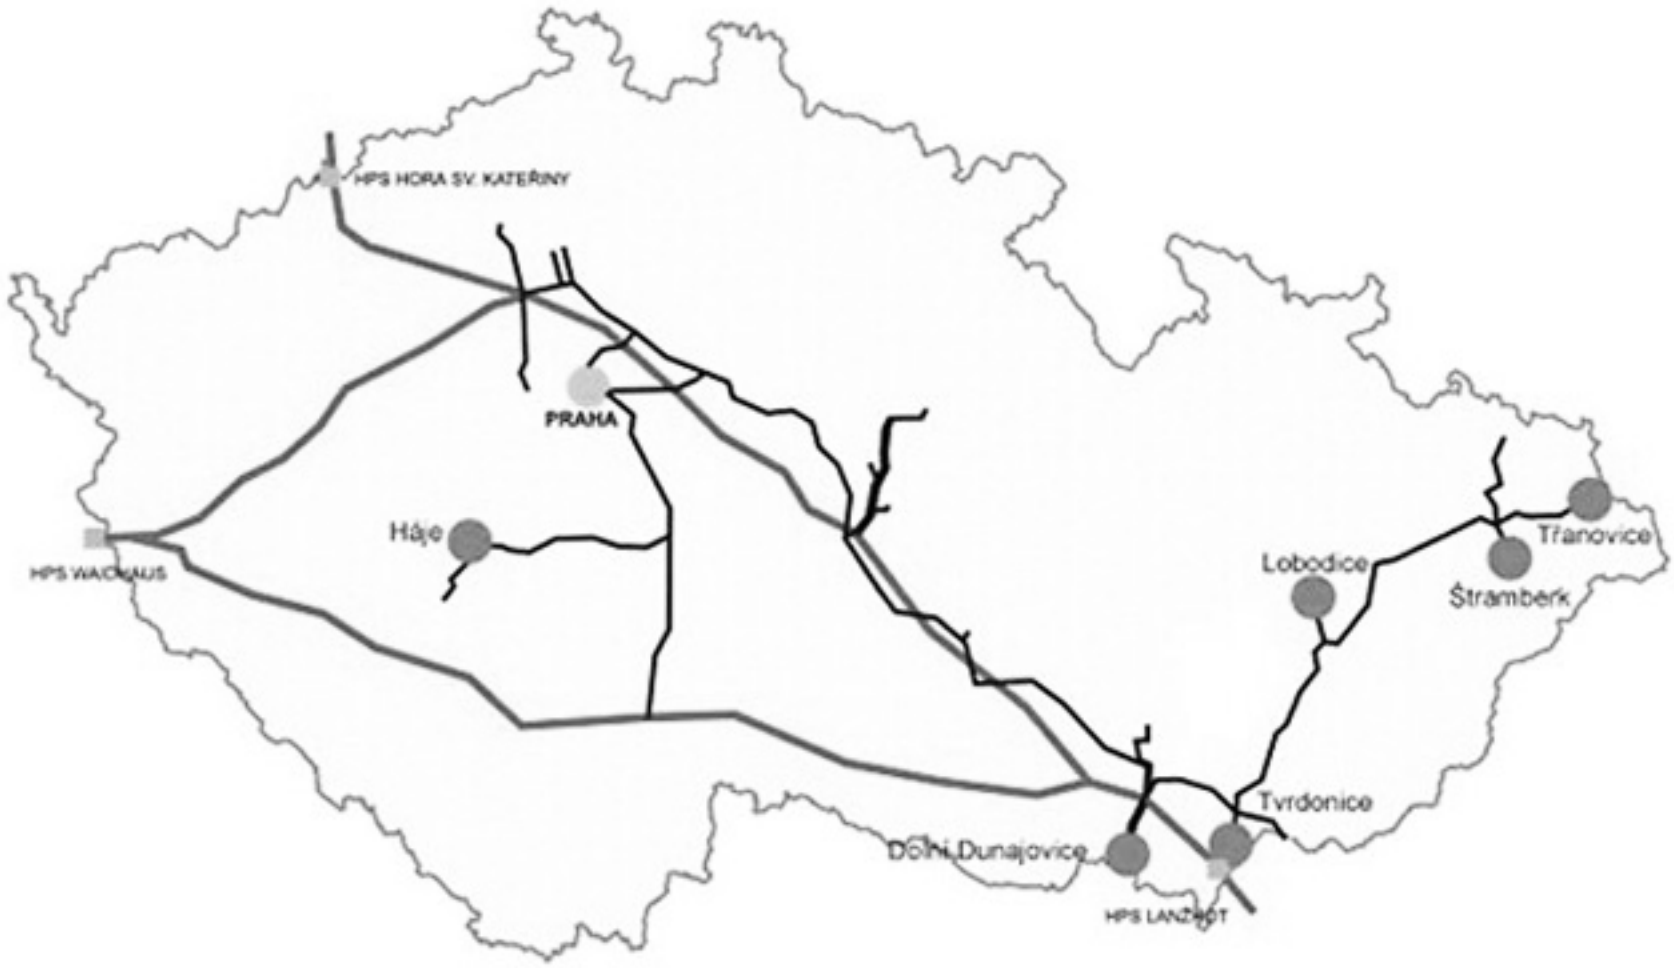 HPS HORA SV. KATEŘINY
PRAHA
Háje
HPS WAIDHAUS
Třanovice
Lobodice
Štramberk
Tvrdonice
Dolní Dunajovice
HPS LANŽHOT